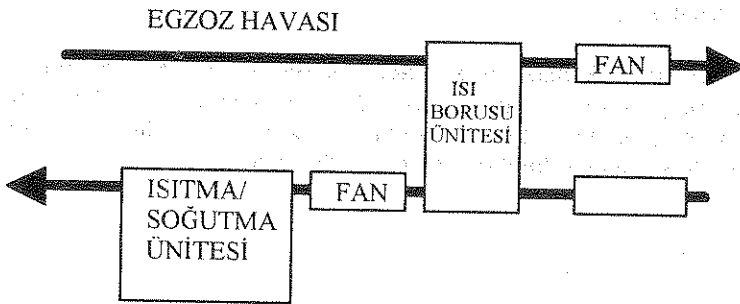 EGZOZ HAVASI
FAN
ISI
BORUSU
ÜNİTESİ
ISITMA/
SOĞUTMA
ÜNİTESİ
FAN